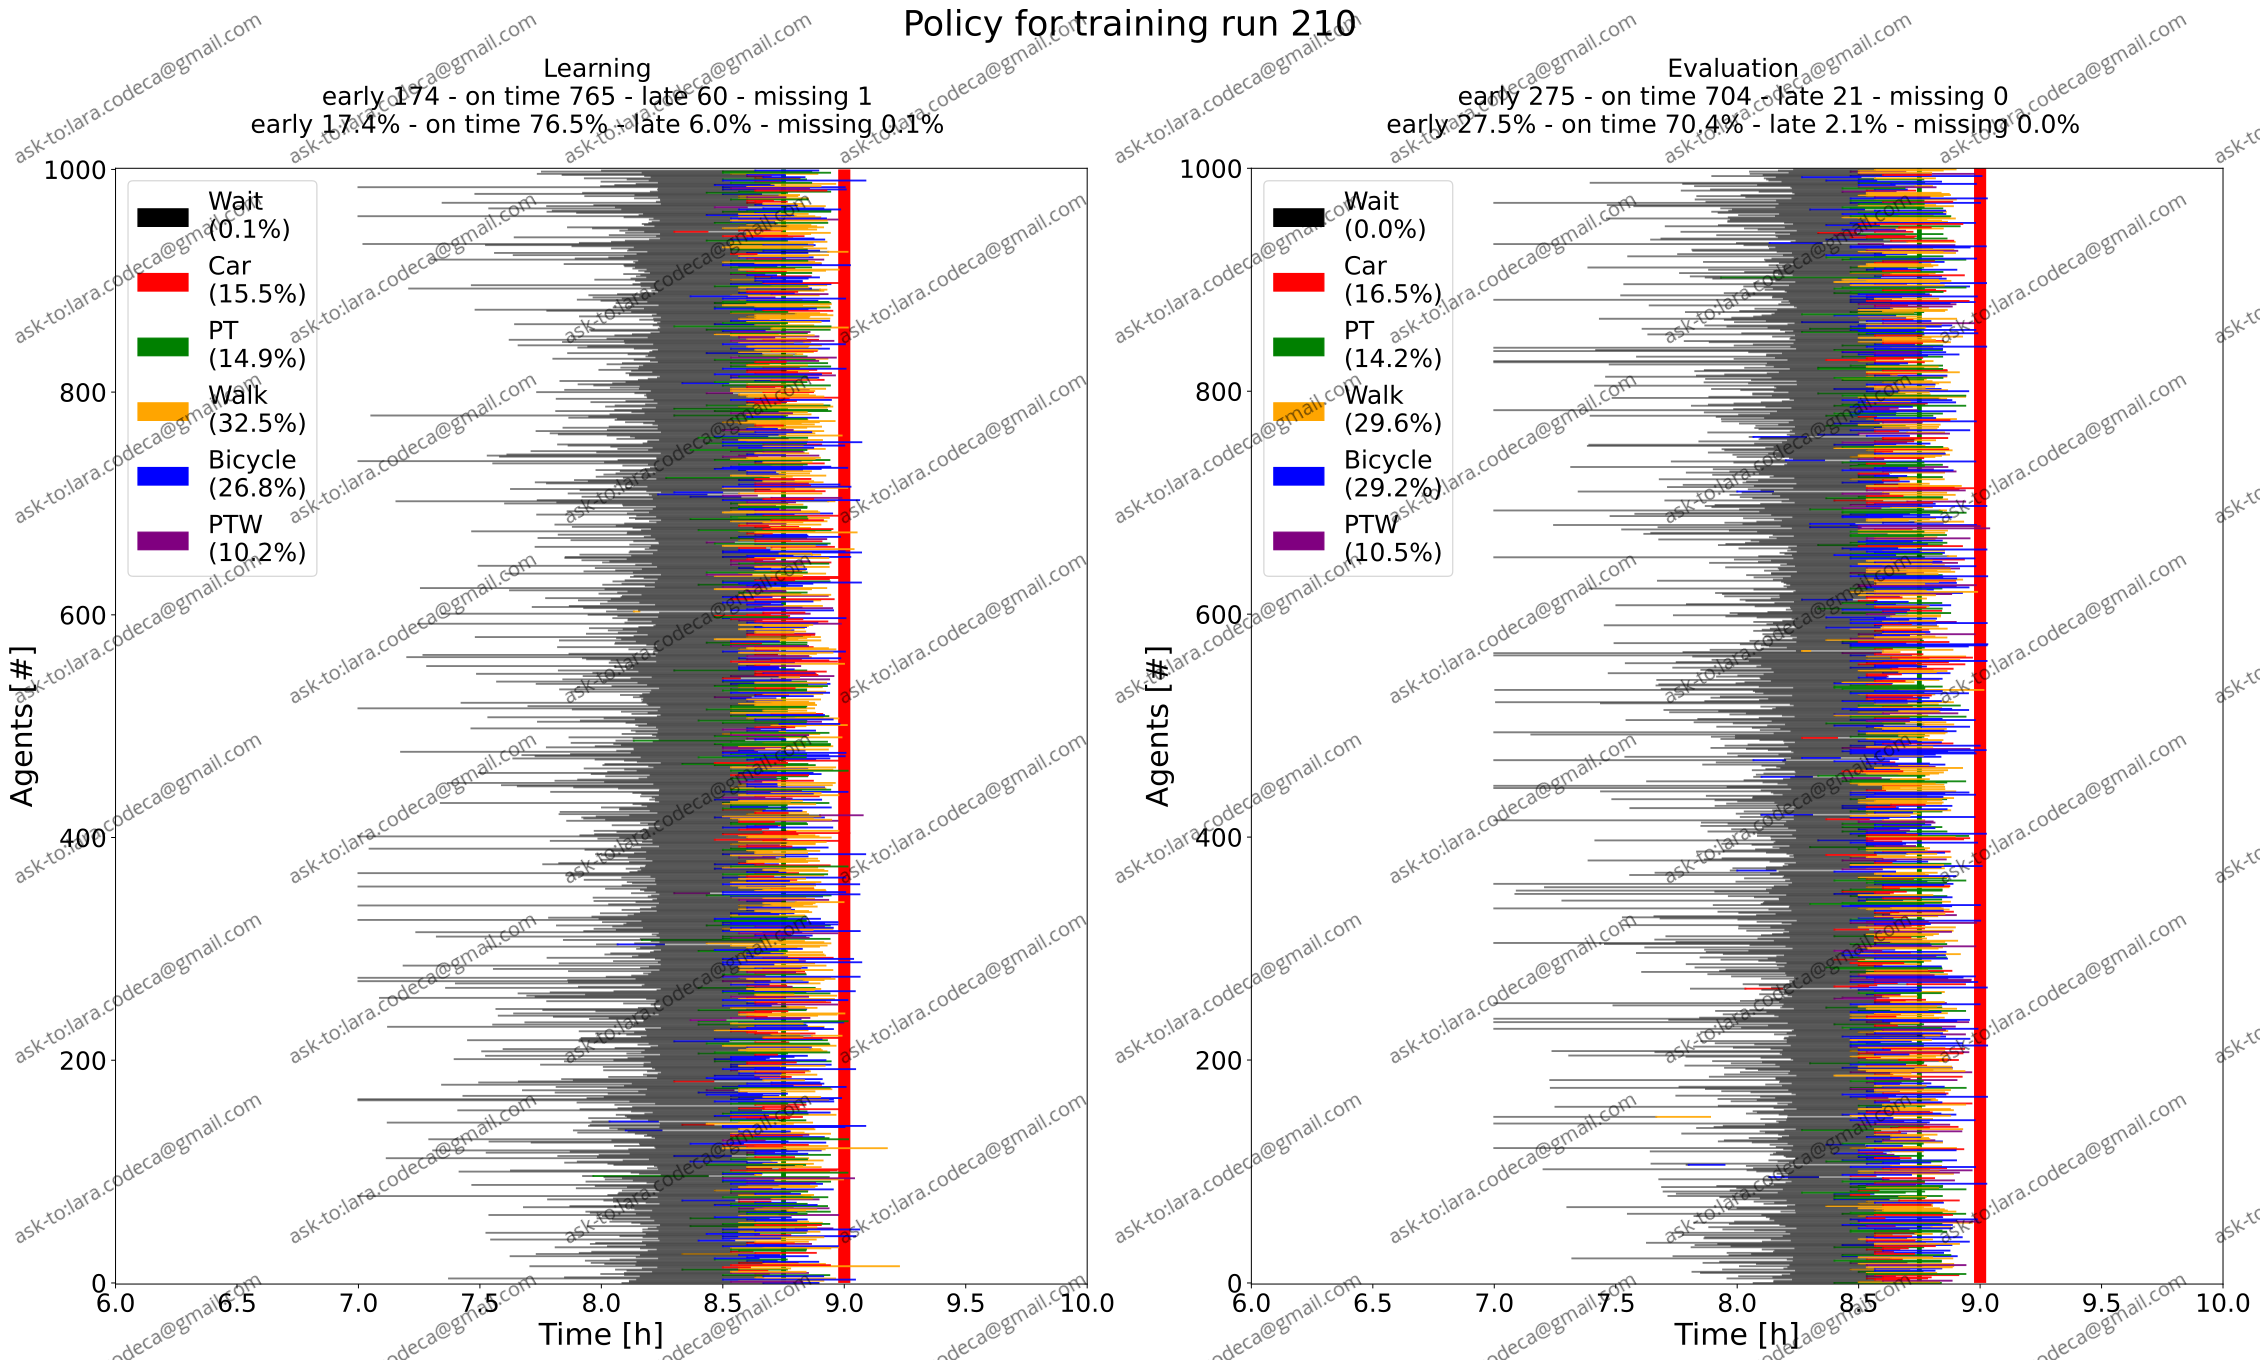 Policy for training run 210
Learning
early 174 - on time 765 - late 60 - missing 1
early 17.4% - on time 76.5% - late 6.0% - missing 0.1%
Wait
(0.1%)
Car
(15.5%)
PT
(14.9%)
Walk
(32.5%)
Bicycle
(26.8%)
PTW
(10.2%)
Agents [#]
1000
800
600
400
200
0
6.0 6.5 7.0 7.5 8.0 8.5 9.0 9.5 10.0
Time [h]
Evaluation
early 275 - on time 704 - late 21 - missing 0
early 27.5% - on time 70.4% - late 2.1% - missing 0.0%
Wait
(0.0%)
Car
(16.5%)
PT
(14.2%)
Walk
(29.6%)
Bicycle
(29.2%)
PTW
(10.5%)
Agents [#]
1000
800
600
400
200
0
6.0 6.5 7.0 7.5 8.0 8.5 9.0 9.5 10.0
Time [h]
ask-to:lara.codeca@gmail.com